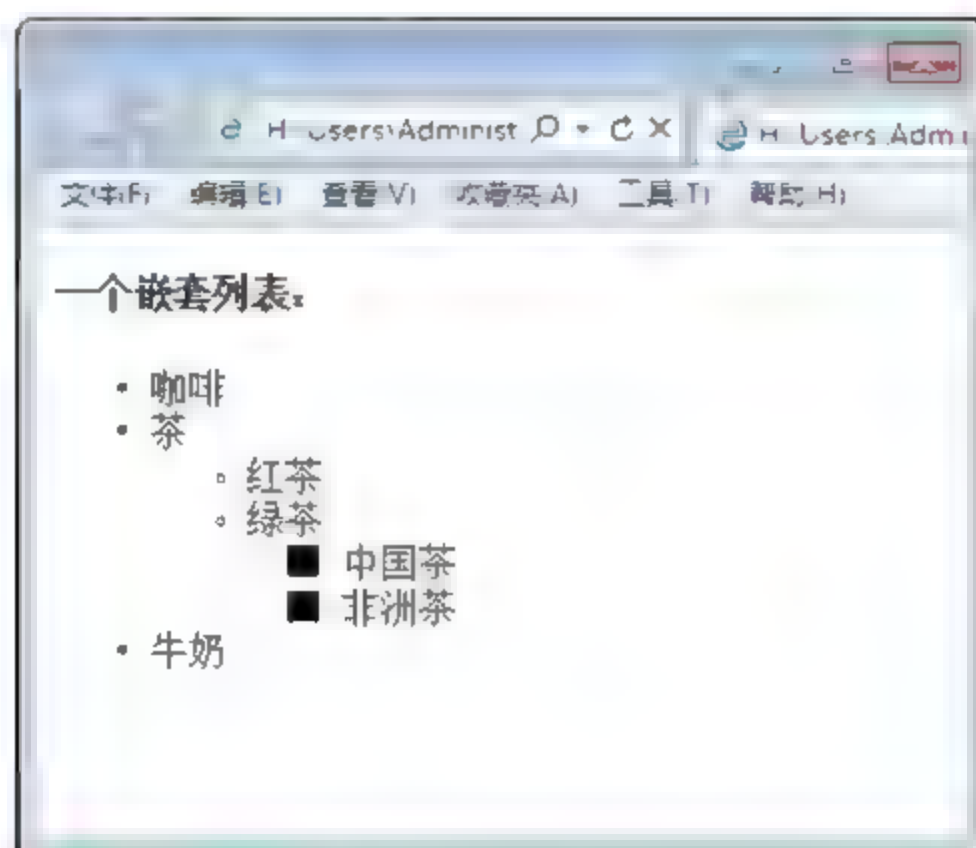 H Users\Administ
H Users Adm
文件(F) 编辑(E) 查看(V) 收藏夹(A) 工具(T) 帮助(H)
一个嵌套列表:
• 咖啡
• 茶
◦ 红茶
◦ 绿茶
■ 中国茶
■ 非洲茶
• 牛奶